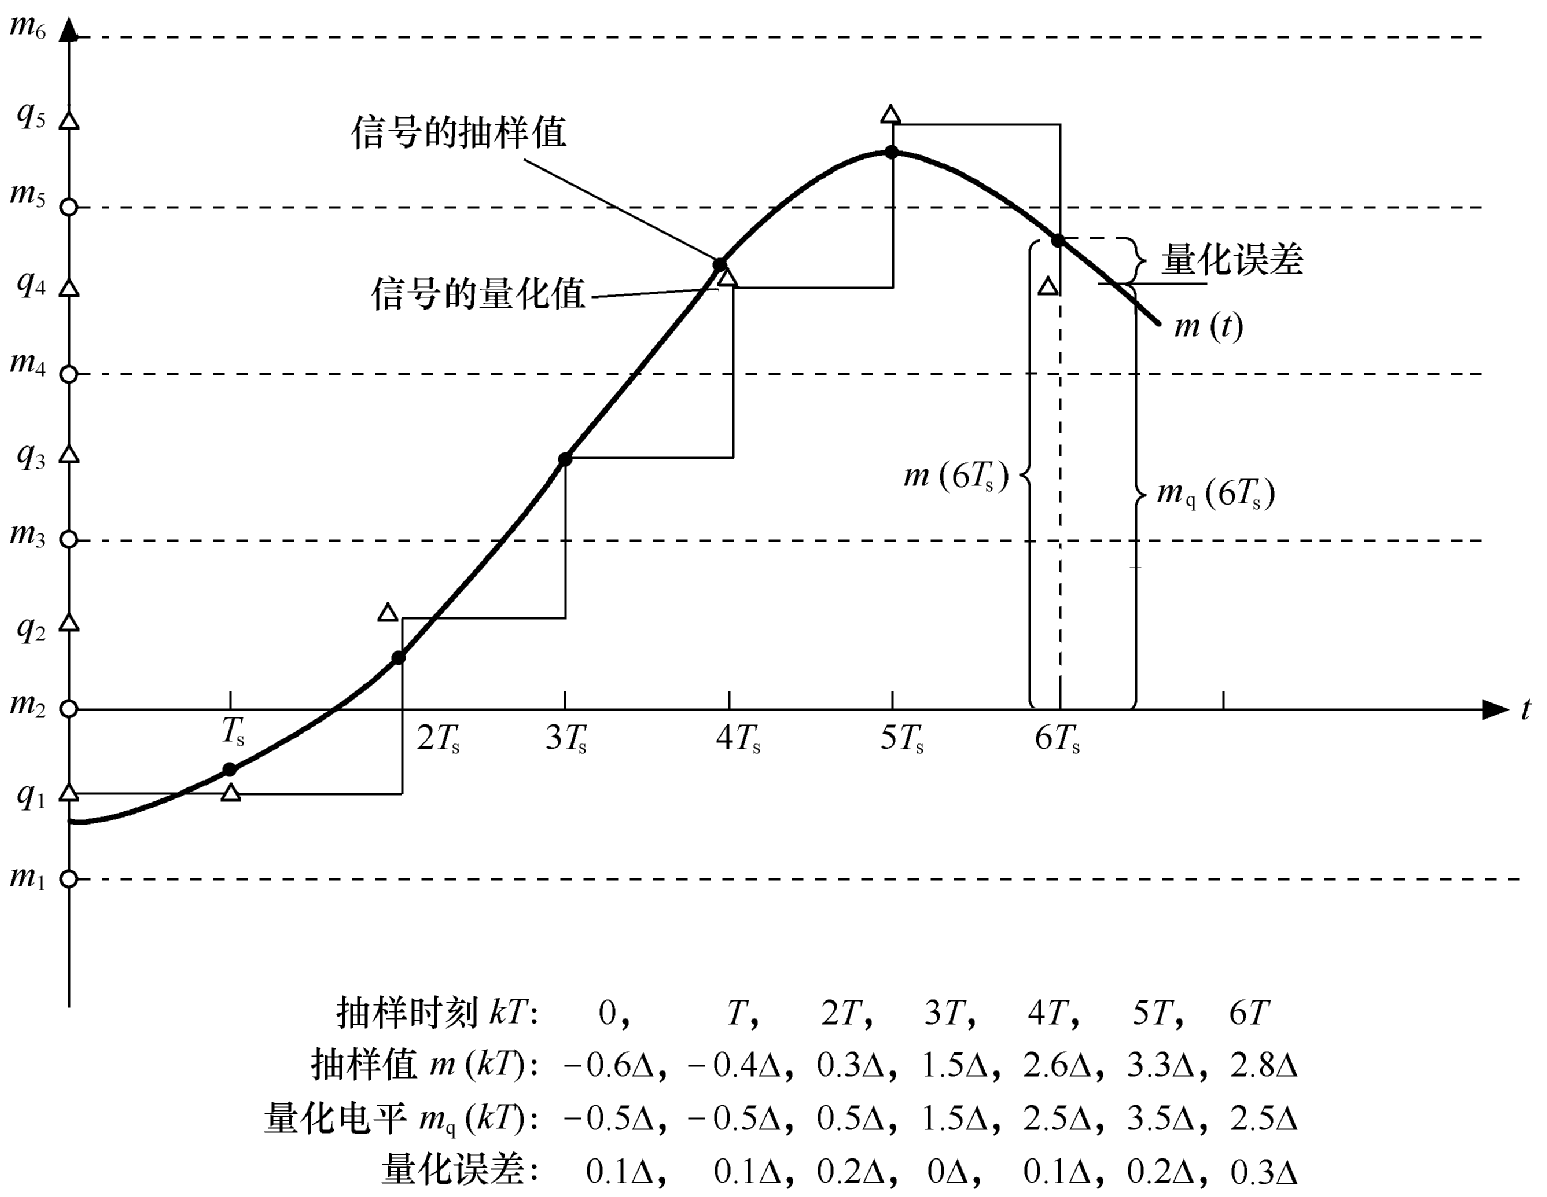 m₆
q₅
信号的抽样值
m₅
量化误差
q₄
信号的量化值
m(t)
m₄
q₃
m(6Tₛ)
m_q(6Tₛ)
m₃
q₂
m₂
t
Tₛ
2Tₛ
3Tₛ
4Tₛ
5Tₛ
6Tₛ
q₁
m₁
抽样时刻 kT： 0， T， 2T， 3T， 4T， 5T， 6T
抽样值 m(kT)： −0.6Δ， −0.4Δ， 0.3Δ， 1.5Δ， 2.6Δ， 3.3Δ， 2.8Δ
量化电平 m_q(kT)： −0.5Δ， −0.5Δ， 0.5Δ， 1.5Δ， 2.5Δ， 3.5Δ， 2.5Δ
量化误差： 0.1Δ， 0.1Δ， 0.2Δ， 0Δ， 0.1Δ， 0.2Δ， 0.3Δ